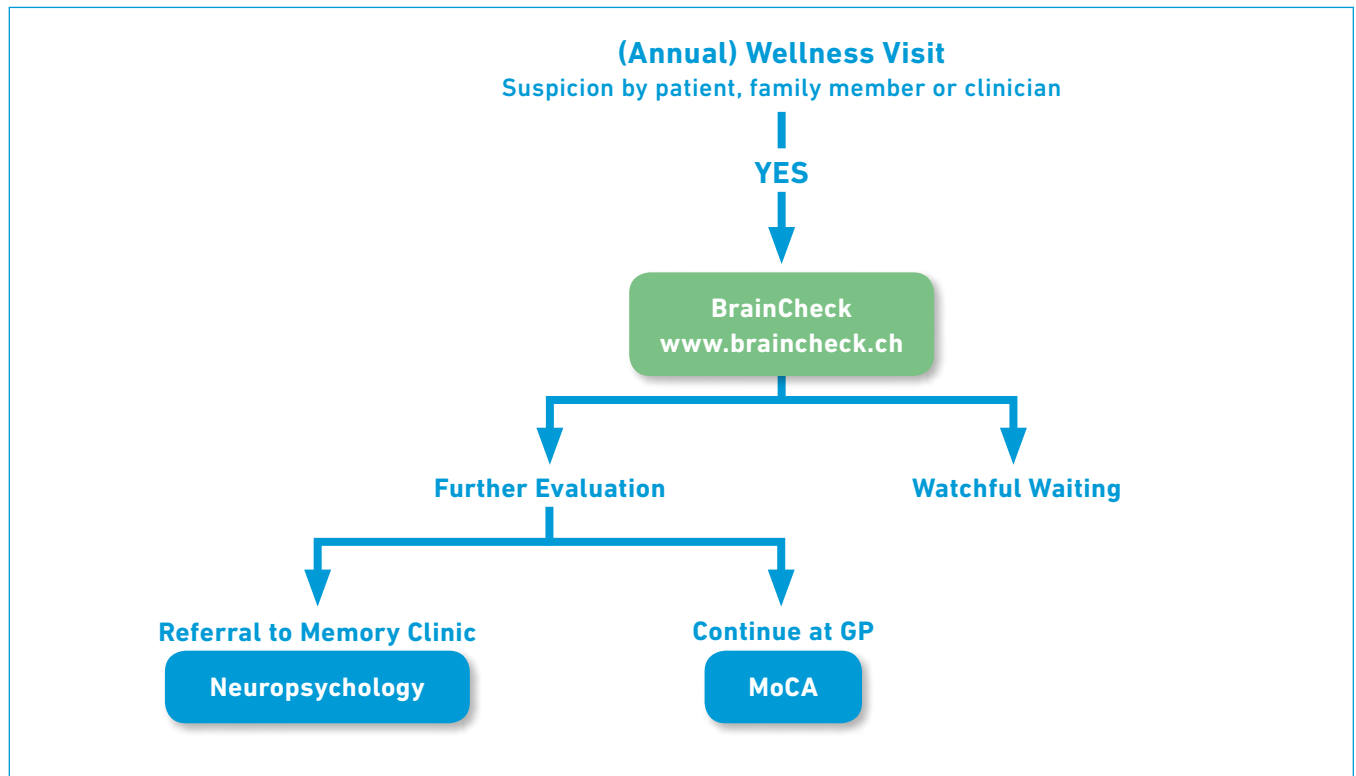 (Annual) Wellness Visit
Suspicion by patient, family member or clinician
YES
BrainCheck
www.braincheck.ch
Further Evaluation
Watchful Waiting
Referral to Memory Clinic
Neuropsychology
Continue at GP
MoCA